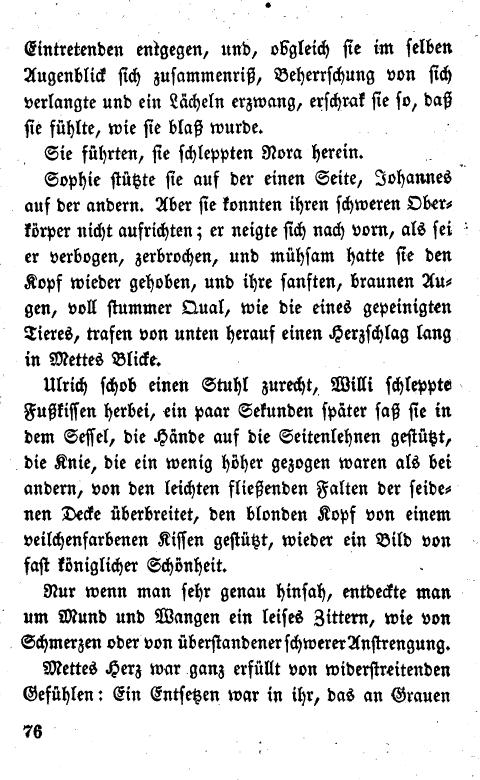 Eintretenden entgegen, und, obgleich sie im selben
Augenblick sich zusammenriß, Beherrschung von sich
verlangte und ein Lächeln erzwang, erschrak sie so, daß
sie fühlte, wie sie blaß wurde.
Sie führten, sie schleppten Nora herein.
Sophie stützte sie auf der einen Seite, Johannes
auf der andern. Aber sie konnten ihren schweren Ober-
körper nicht aufrichten; er neigte sich nach vorn, als sei
er verbogen, zerbrochen, und mühsam hatte sie den
Kopf wieder gehoben, und ihre sanften, braunen Au-
gen, voll stummer Qual, wie die eines gepeinigten
Tieres, trafen von unten herauf einen Herzschlag lang
in Mettes Blicke.
Ulrich schob einen Stuhl zurecht, Willi schleppte
Fußkissen herbei, ein paar Sekunden später saß sie in
dem Sessel, die Hände auf die Seitenlehnen gestützt,
die Knie, die ein wenig höher gezogen waren als bei
andern, von den leichten fließenden Falten der seide-
nen Decke überbreitet, den blonden Kopf von einem
veilchenfarbenen Kissen gestützt, wieder ein Bild von
fast königlicher Schönheit.
Nur wenn man sehr genau hinsah, entdeckte man
um Mund und Wangen ein leises Zittern, wie von
Schmerzen oder von überstandener schwerer Anstrengung.
Mettes Herz war ganz erfüllt von widerstreitenden
Gefühlen: Ein Entsetzen war in ihr, das an Grauen
76